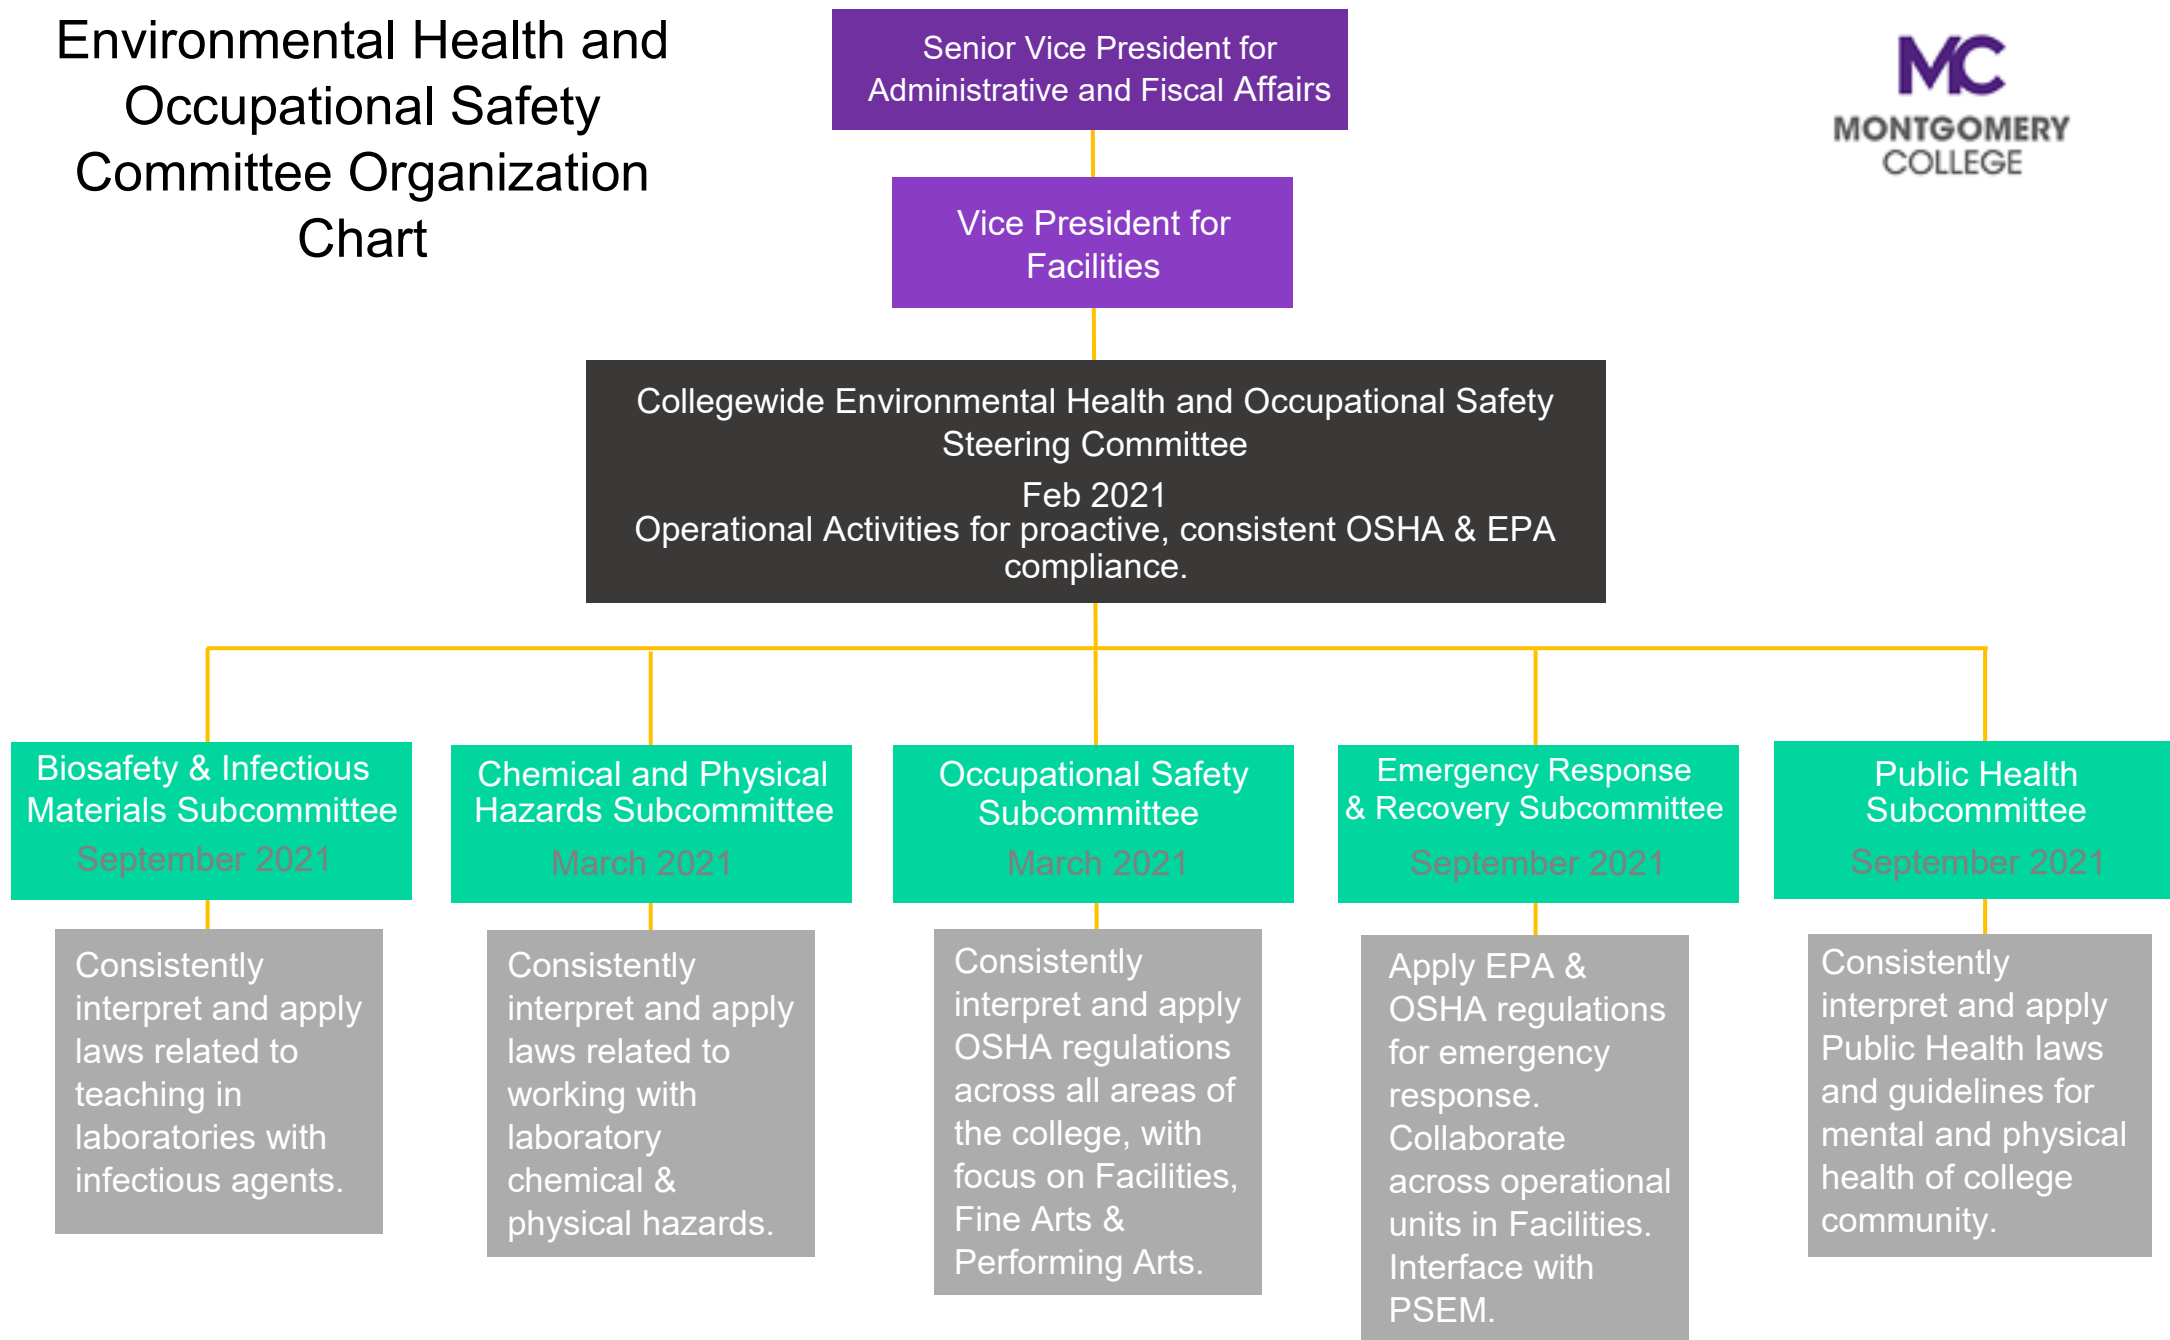 Environmental Health and
Occupational Safety
Committee Organization
Chart
Senior Vice President for
Administrative and Fiscal Affairs
MC
MONTGOMERY
COLLEGE
Vice President for
Facilities
Collegewide Environmental Health and Occupational Safety
Steering Committee
Feb 2021
Operational Activities for proactive, consistent OSHA & EPA
compliance.
Biosafety & Infectious
Materials Subcommittee
September 2021
Consistently
interpret and apply
laws related to
teaching in
laboratories with
infectious agents.
Chemical and Physical
Hazards Subcommittee
March 2021
Consistently
interpret and apply
laws related to
working with
laboratory
chemical &
physical hazards.
Occupational Safety
Subcommittee
March 2021
Consistently
interpret and apply
OSHA regulations
across all areas of
the college, with
focus on Facilities,
Fine Arts &
Performing Arts.
Emergency Response
& Recovery Subcommittee
September 2021
Apply EPA &
OSHA regulations
for emergency
response.
Collaborate
across operational
units in Facilities.
Interface with
PSEM.
Public Health
Subcommittee
September 2021
Consistently
interpret and apply
Public Health laws
and guidelines for
mental and physical
health of college
community.